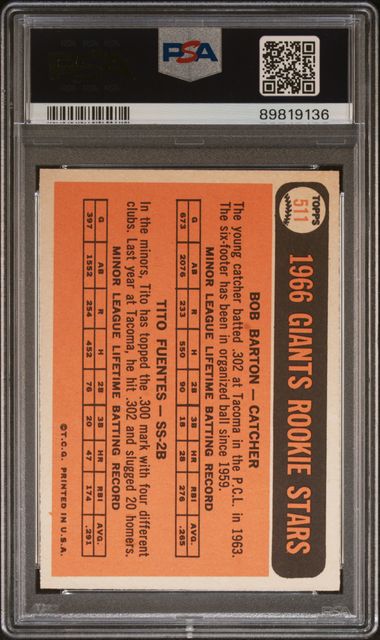 PSA
89819136
TOPPS
511
1966 GIANTS ROOKIE STARS
BOB BARTON — CATCHER
The young catcher batted .302 at Tacoma in the P.C.L. in 1963.
The six-footer has been in organized ball since 1959.
MINOR LEAGUE LIFETIME BATTING RECORD
G AB R H 2B 3B HR RBI AVG.
673 2076 233 550 90 18 28 276 .265
TITO FUENTES — SS-2B
In the minors, Tito has topped the .300 mark with four different
clubs. Last year at Tacoma, he hit .302 and slugged 20 homers.
MINOR LEAGUE LIFETIME BATTING RECORD
G AB R H 2B 3B HR RBI AVG.
397 1552 254 452 76 20 47 174 .291
©T.C.G. PRINTED IN U.S.A.